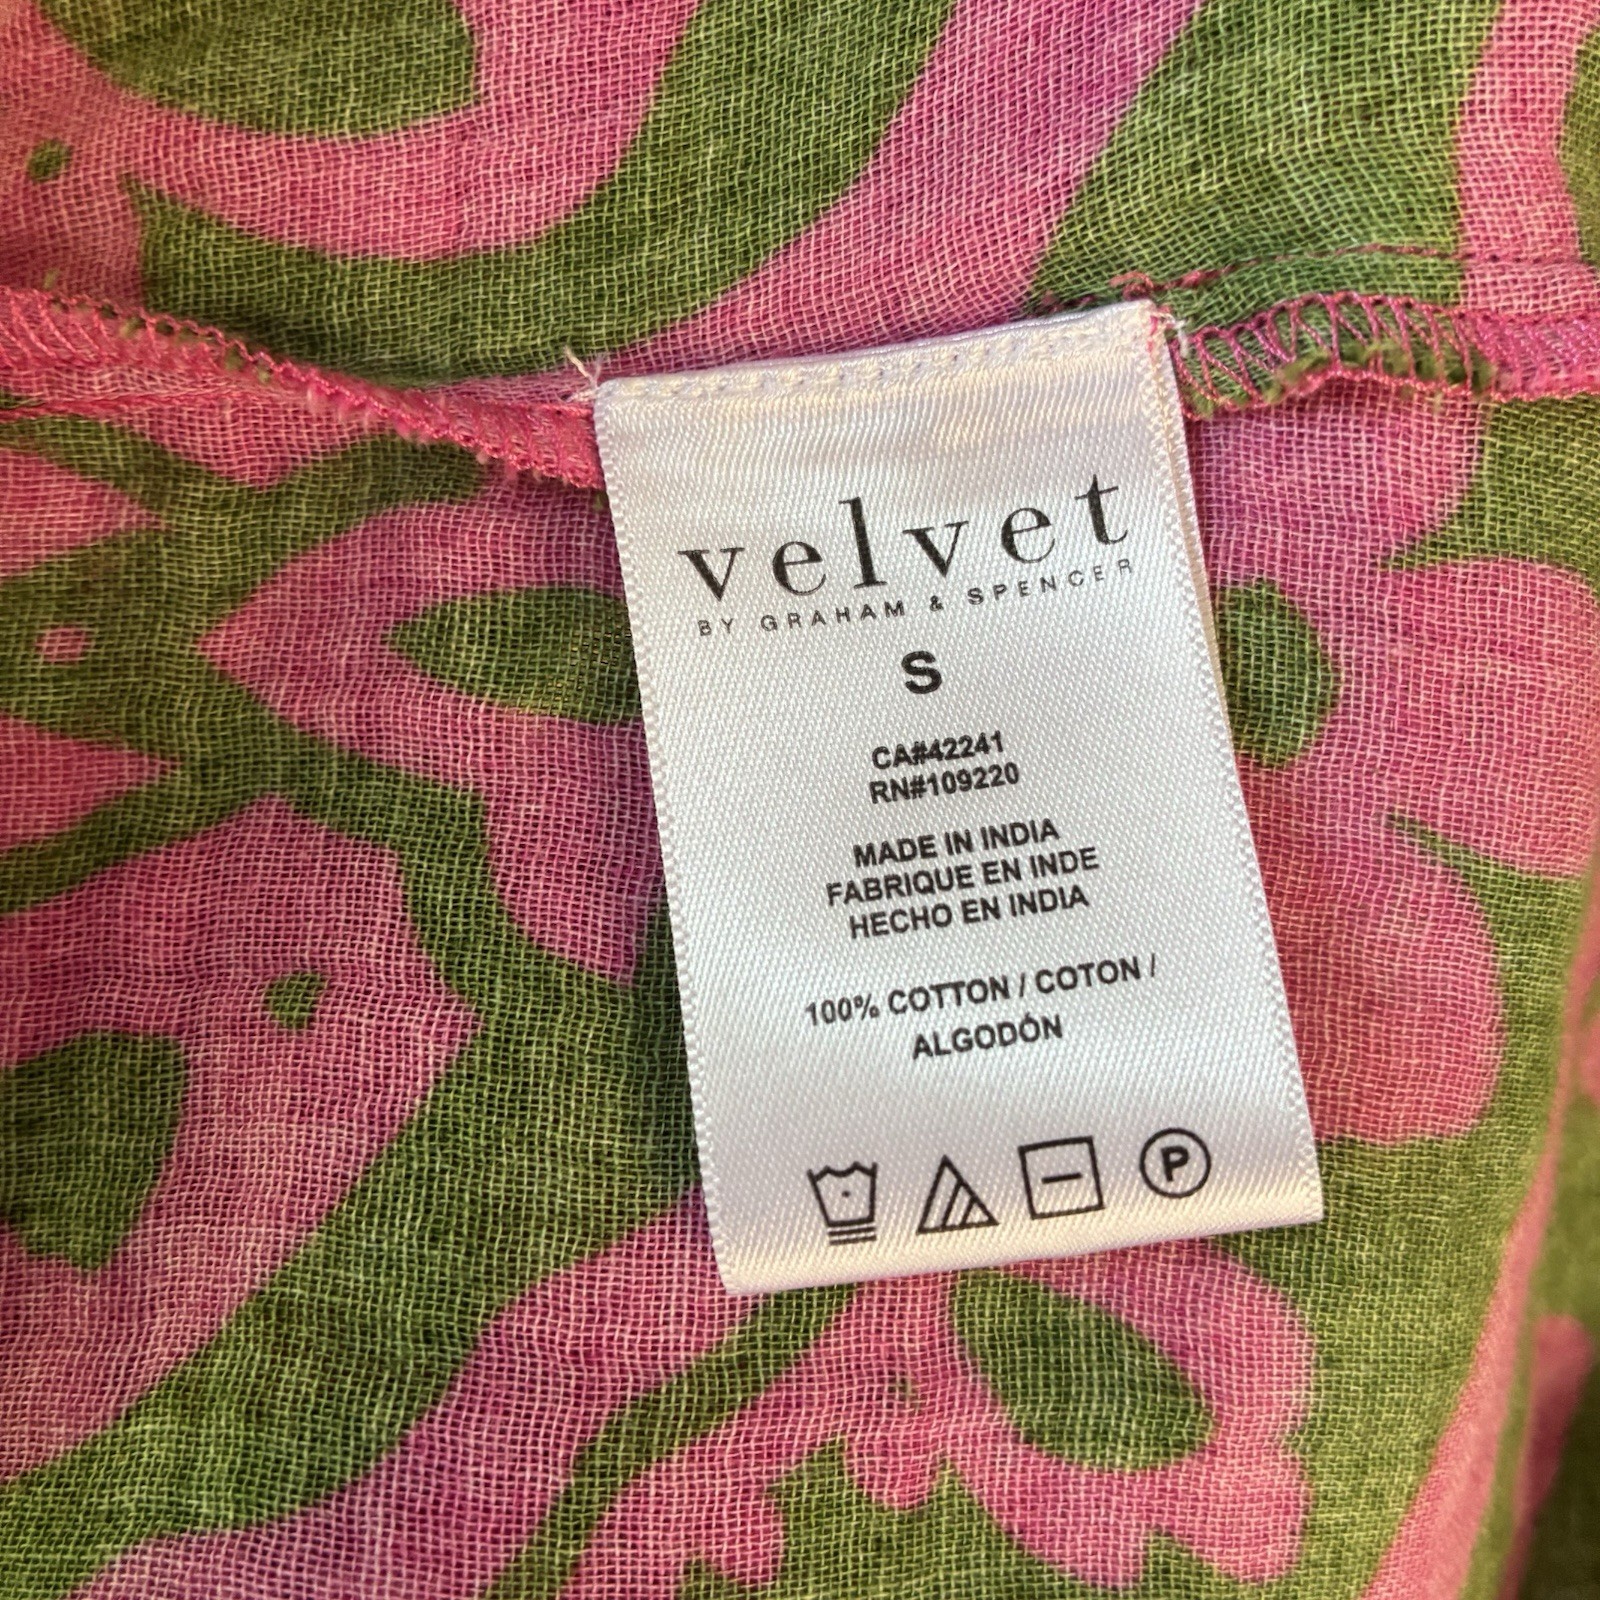 velvet
BY GRAHAM & SPENCER
S
CA#42241
RN#109220
MADE IN INDIA
FABRIQUE EN INDE
HECHO EN INDIA
100% COTTON / COTON /
ALGODÓN
P